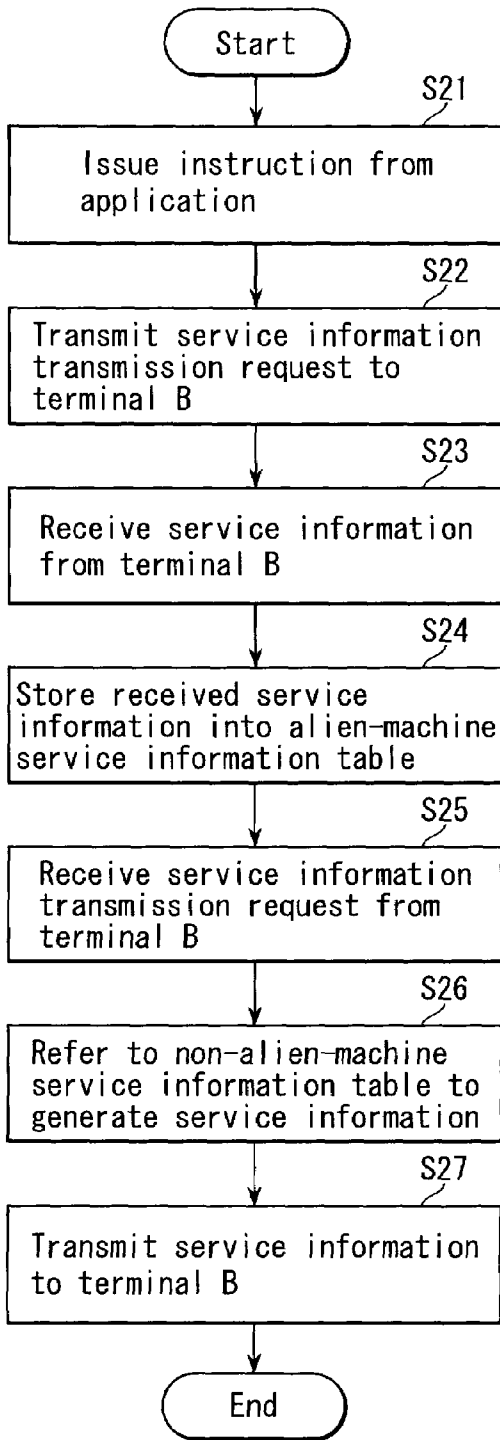 Start
S21
Issue instruction from
application
S22
Transmit service information
transmission request to
terminal B
S23
Receive service information
from terminal B
S24
Store received service
information into alien-machine
service information table
S25
Receive service information
transmission request from
terminal B
S26
Refer to non-alien-machine
service information table to
generate service information
S27
Transmit service information
to terminal B
End